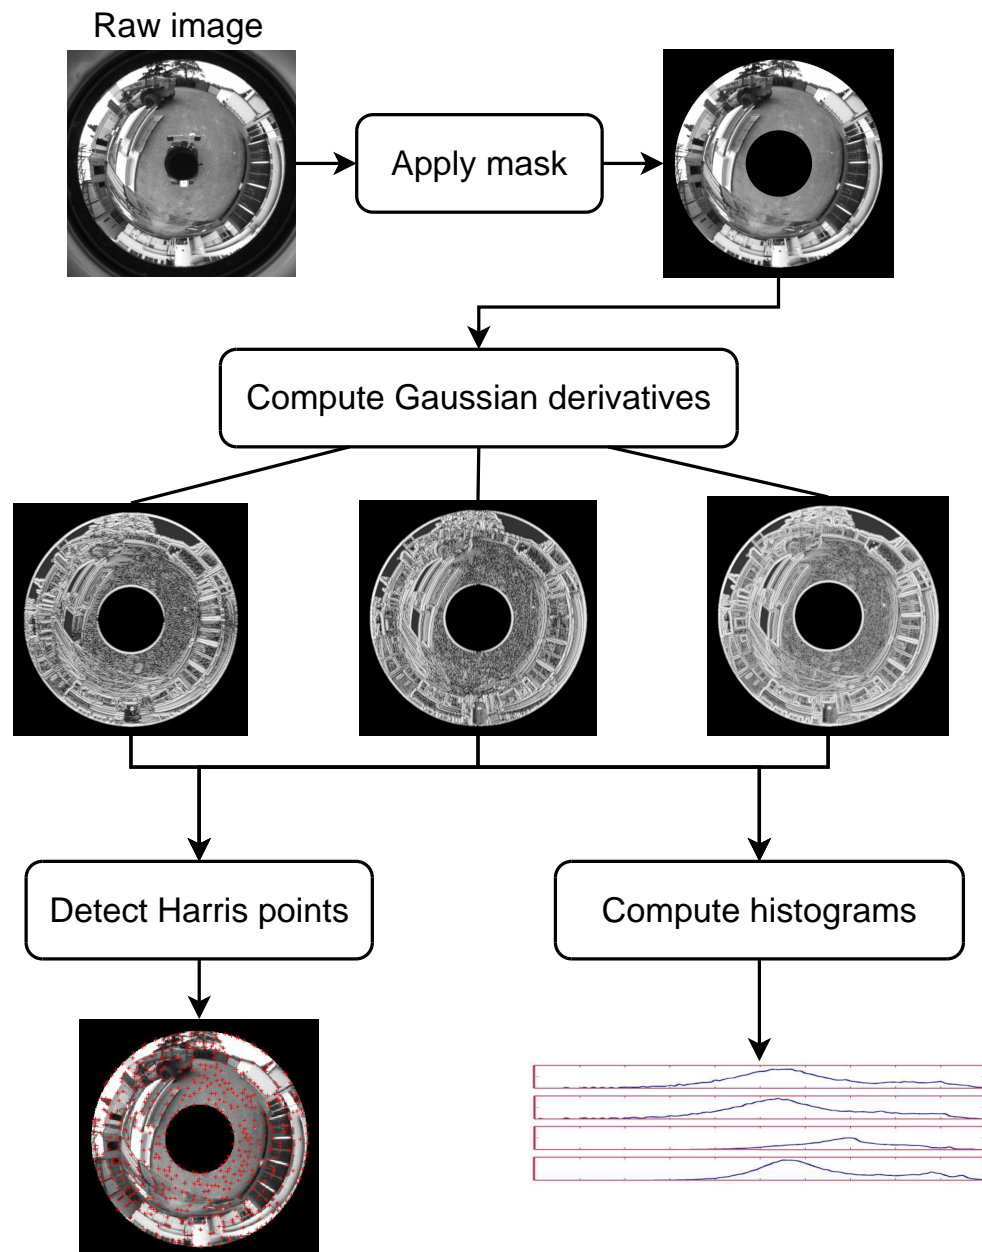 Raw image
Apply mask
Compute Gaussian derivatives
Detect Harris points
Compute histograms